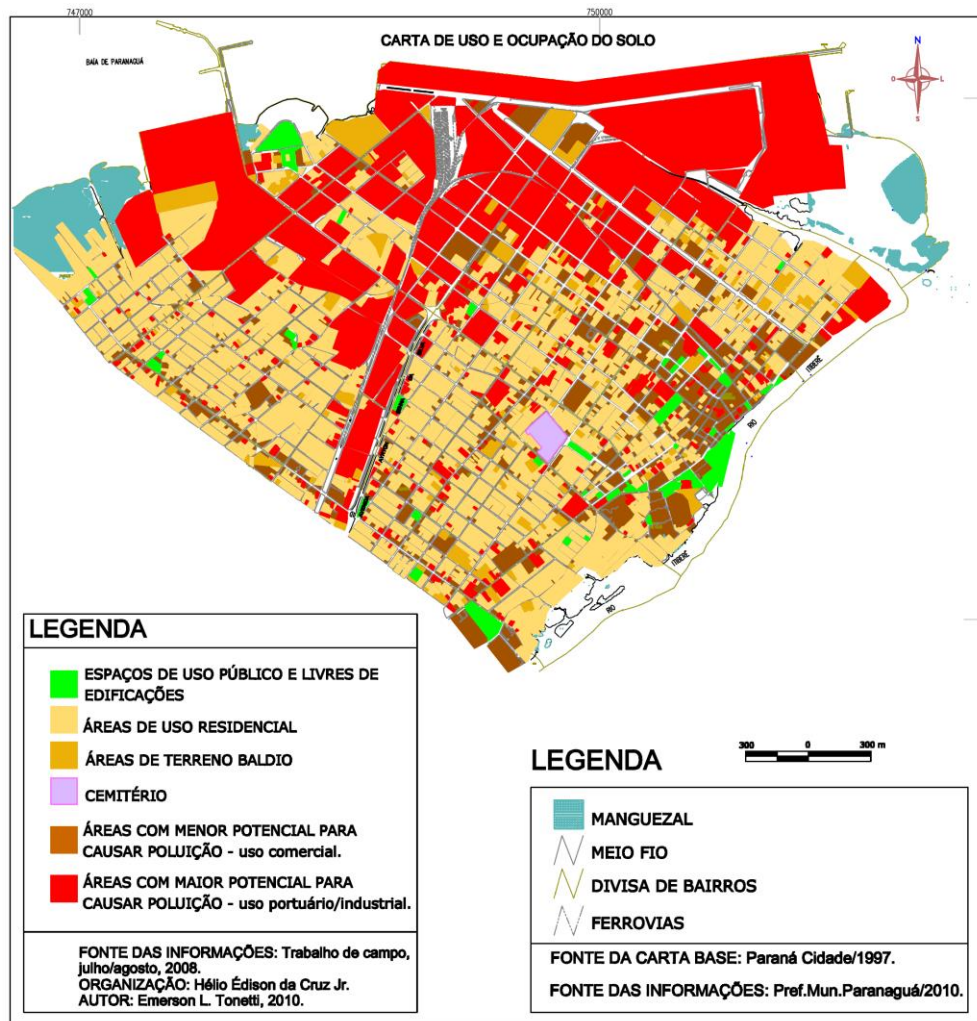 747000
750000
CARTA DE USO E OCUPAÇÃO DO SOLO
BAÍA DE PARANAGUÁ
N
O
L
S
ITIBERÊ
RIO
ITIBERÊ
RIO
LEGENDA
ESPAÇOS DE USO PÚBLICO E LIVRES DE
EDIFICAÇÕES
ÁREAS DE USO RESIDENCIAL
ÁREAS DE TERRENO BALDIO
CEMITÉRIO
ÁREAS COM MENOR POTENCIAL PARA
CAUSAR POLUIÇÃO - uso comercial.
ÁREAS COM MAIOR POTENCIAL PARA
CAUSAR POLUIÇÃO - uso portuário/industrial.
FONTE DAS INFORMAÇÕES: Trabalho de campo,
julho/agosto, 2008.
ORGANIZAÇÃO: Hélio Édison da Cruz Jr.
AUTOR: Emerson L. Tonetti, 2010.
LEGENDA
300 0 300 m
MANGUEZAL
MEIO FIO
DIVISA DE BAIRROS
FERROVIAS
FONTE DA CARTA BASE: Paraná Cidade/1997.
FONTE DAS INFORMAÇÕES: Pref.Mun.Paranaguá/2010.